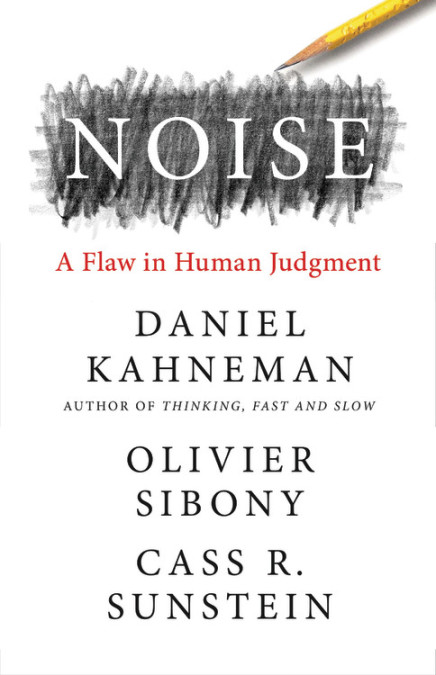 NOISE
A Flaw in Human Judgment
DANIEL
KAHNEMAN
AUTHOR OF THINKING, FAST AND SLOW
OLIVIER
SIBONY
CASS R.
SUNSTEIN